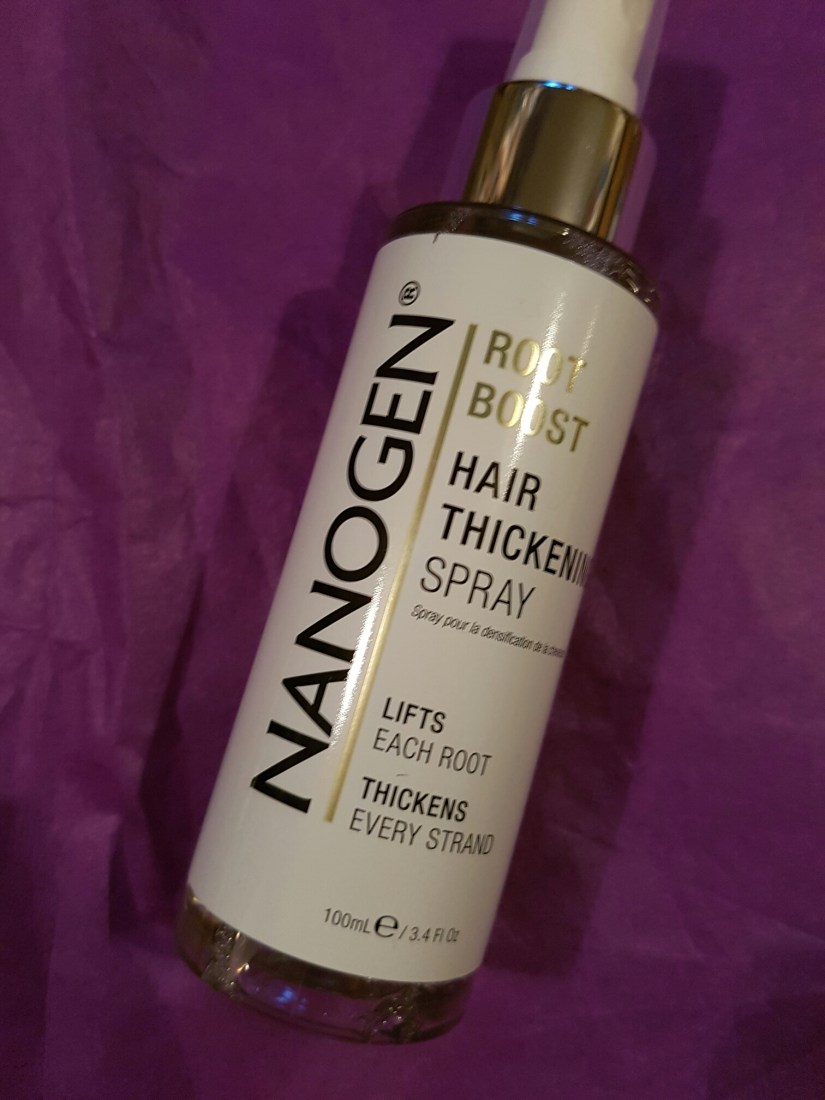 NANOGEN®
ROOT
BOOST
HAIR
THICKENIN
SPRAY
Spray pour la densification de la
LIFTS
EACH ROOT
THICKENS
EVERY STRAND
100mL ℮ / 3.4 Fl Oz